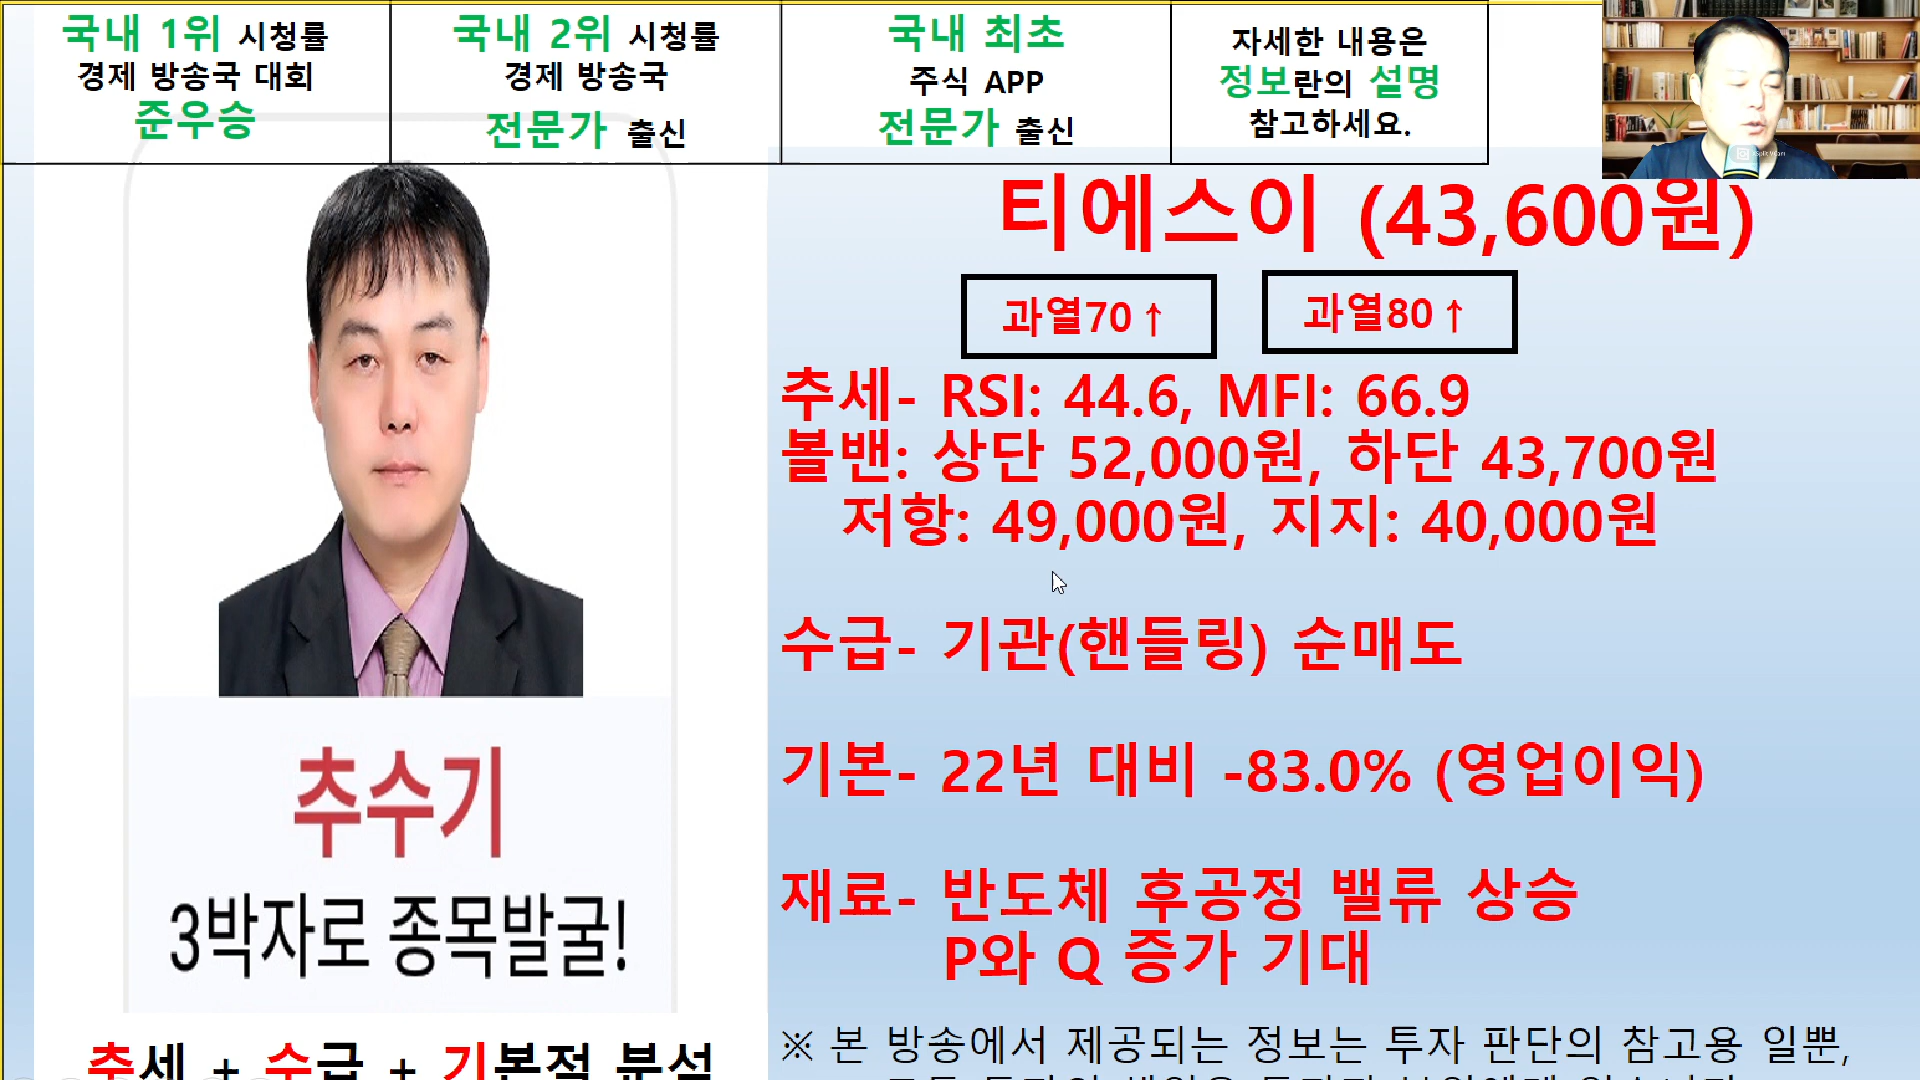 국내 1위 시청률
경제 방송국 대회
준우승
국내 2위 시청률
경제 방송국
전문가 출신
국내 최초
주식 APP
전문가 출신
자세한 내용은
정보란의 설명
참고하세요.
티에스이 (43,600원)
과열70↑
과열80↑
추세- RSI: 44.6, MFI: 66.9
볼밴: 상단 52,000원, 하단 43,700원
저항: 49,000원, 지지: 40,000원
수급- 기관(핸들링) 순매도
기본- 22년 대비 -83.0% (영업이익)
재료- 반도체 후공정 밸류 상승
P와 Q 증가 기대
※ 본 방송에서 제공되는 정보는 투자 판단의 참고용 일뿐,
추수기
3박자로 종목발굴!
추세 + 수급 + 기본적 분석